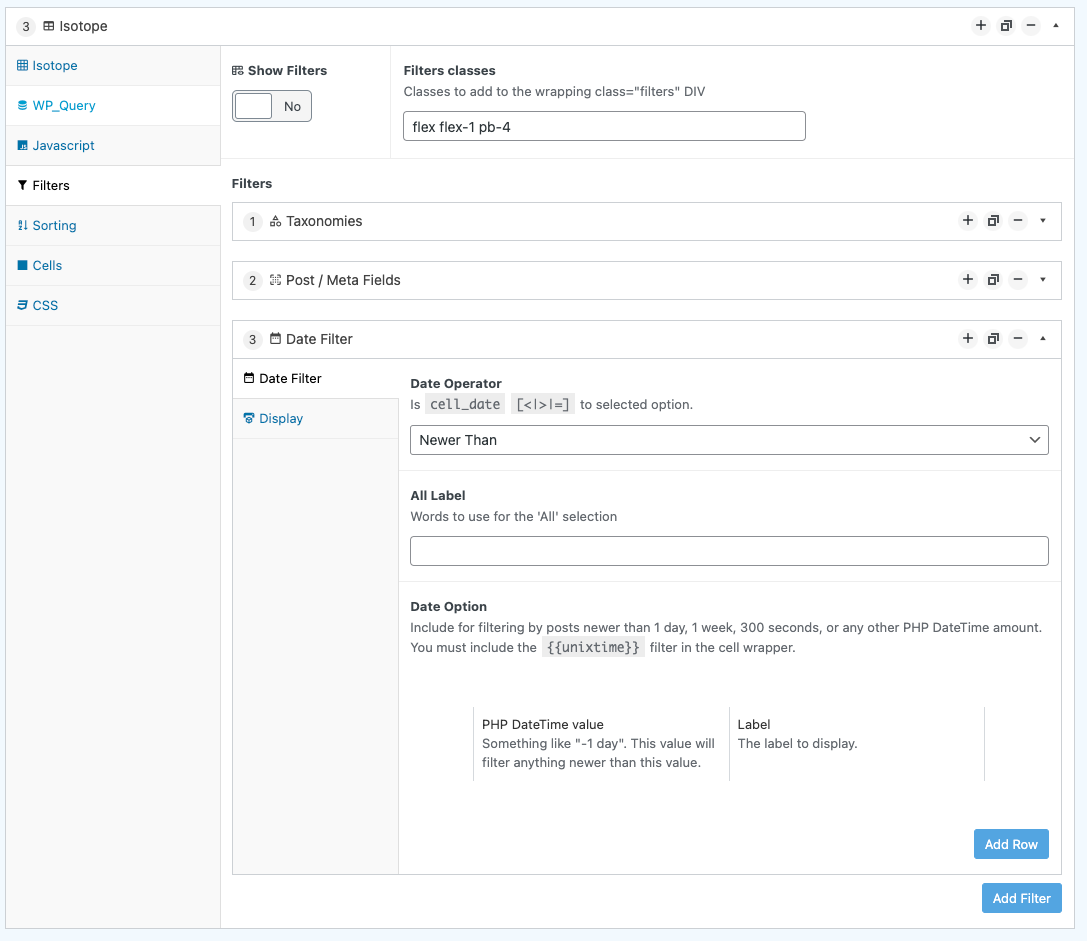 3 Isotope
Isotope
WP_Query
Javascript
Filters
Sorting
Cells
CSS
Show Filters
No
Filters classes
Classes to add to the wrapping class="filters" DIV
flex flex-1 pb-4
Filters
1 Taxonomies
2 Post / Meta Fields
3 Date Filter
Date Filter
Display
Date Operator
Is cell_date [<|>|=] to selected option.
Newer Than
All Label
Words to use for the 'All' selection
Date Option
Include for filtering by posts newer than 1 day, 1 week, 300 seconds, or any other PHP DateTime amount.
You must include the {{unixtime}} filter in the cell wrapper.
PHP DateTime value
Something like "-1 day". This value will
filter anything newer than this value.
Label
The label to display.
Add Row
Add Filter